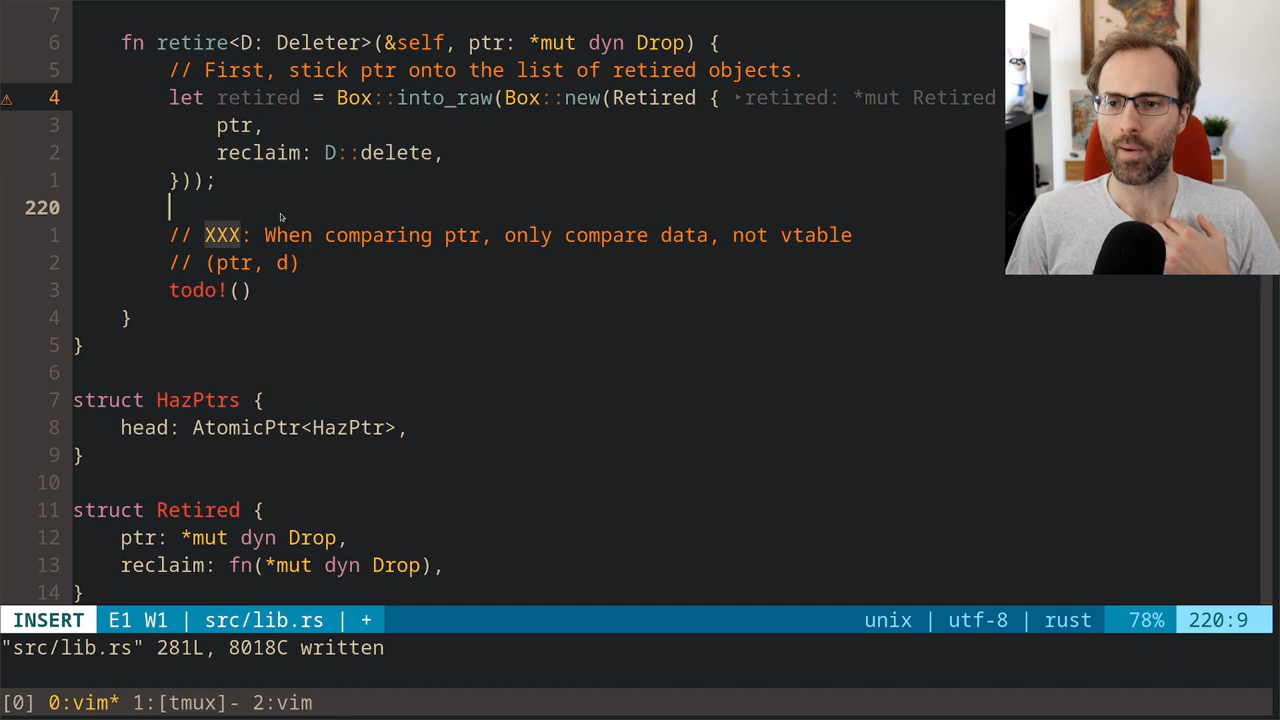 7
6 fn retire<D: Deleter>(&self, ptr: *mut dyn Drop) {
5 // First, stick ptr onto the list of retired objects.
⚠ 4 let retired = Box::into_raw(Box::new(Retired { ‣retired: *mut Retired
3 ptr,
2 reclaim: D::delete,
1 }));
220
1 // XXX: When comparing ptr, only compare data, not vtable
2 // (ptr, d)
3 todo!()
4 }
5 }
6
7 struct HazPtrs {
8 head: AtomicPtr<HazPtr>,
9 }
10
11 struct Retired {
12 ptr: *mut dyn Drop,
13 reclaim: fn(*mut dyn Drop),
14 }
INSERT E1 W1 | src/lib.rs | + unix | utf-8 | rust 78% 220:9
"src/lib.rs" 281L, 8018C written
[0] 0:vim* 1:[tmux]- 2:vim